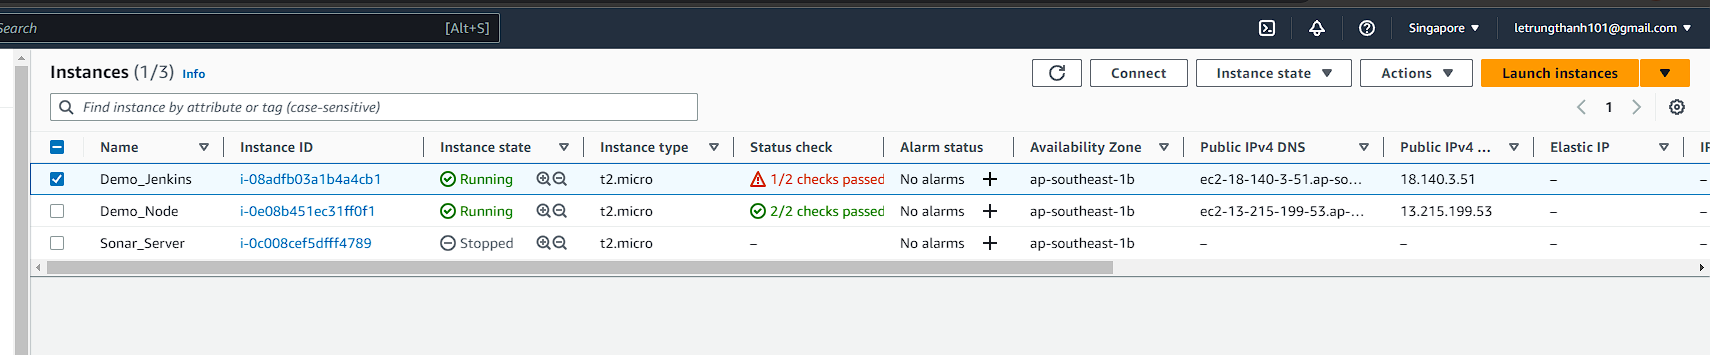 Search [Alt+S] Singapore letrungthanh101@gmail.com
Instances (1/3) Info Connect Instance state Actions Launch instances
Find instance by attribute or tag (case-sensitive) 1
Name Instance ID Instance state Instance type Status check Alarm status Availability Zone Public IPv4 DNS Public IPv4 ... Elastic IP
Demo_Jenkins i-08adfb03a1b4a4cb1 Running t2.micro 1/2 checks passed No alarms + ap-southeast-1b ec2-18-140-3-51.ap-so... 18.140.3.51 – –
Demo_Node i-0e08b451ec31ff0f1 Running t2.micro 2/2 checks passed No alarms + ap-southeast-1b ec2-13-215-199-53.ap-... 13.215.199.53 – –
Sonar_Server i-0c008cef5dfff4789 Stopped t2.micro – No alarms + ap-southeast-1b – – – –